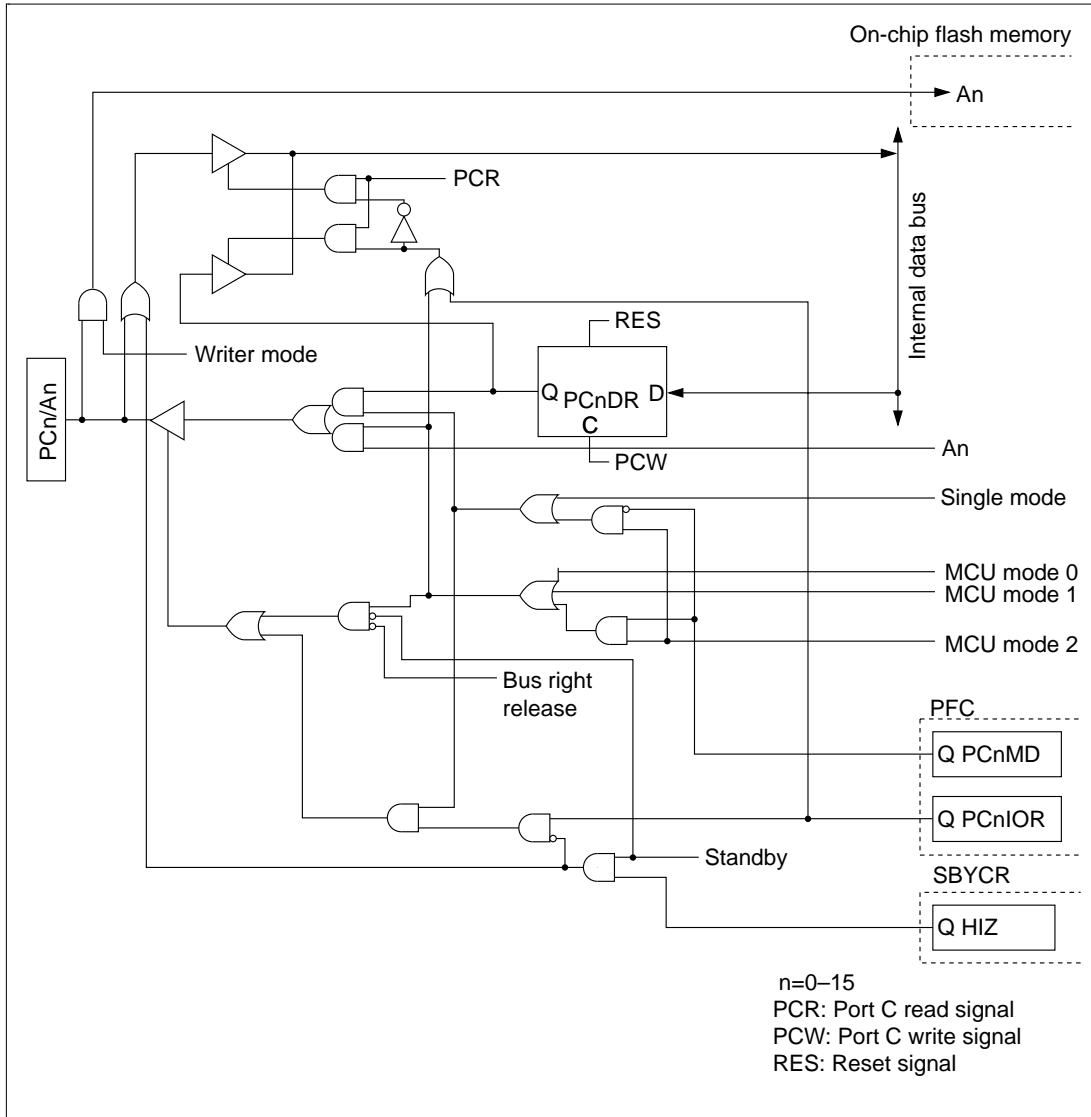 On-chip flash memory
An
PCR
Internal data bus
RES
Writer mode
PCn/An
Q PCnDR D
C
PCW
An
Single mode
MCU mode 0
MCU mode 1
MCU mode 2
Bus right
release
PFC
Q PCnMD
Q PCnIOR
Standby
SBYCR
Q HIZ
n=0–15
PCR: Port C read signal
PCW: Port C write signal
RES: Reset signal